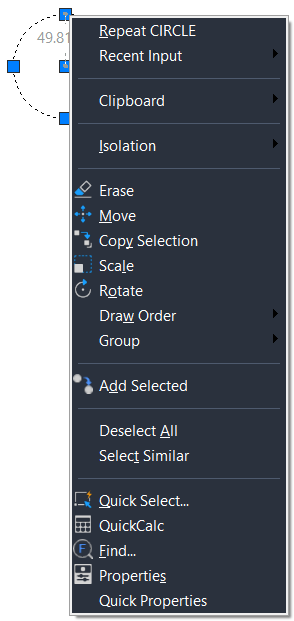 49.81
Repeat CIRCLE
Recent Input
Clipboard
Isolation
Erase
Move
Copy Selection
Scale
Rotate
Draw Order
Group
Add Selected
Deselect All
Select Similar
Quick Select...
QuickCalc
Find...
Properties
Quick Properties